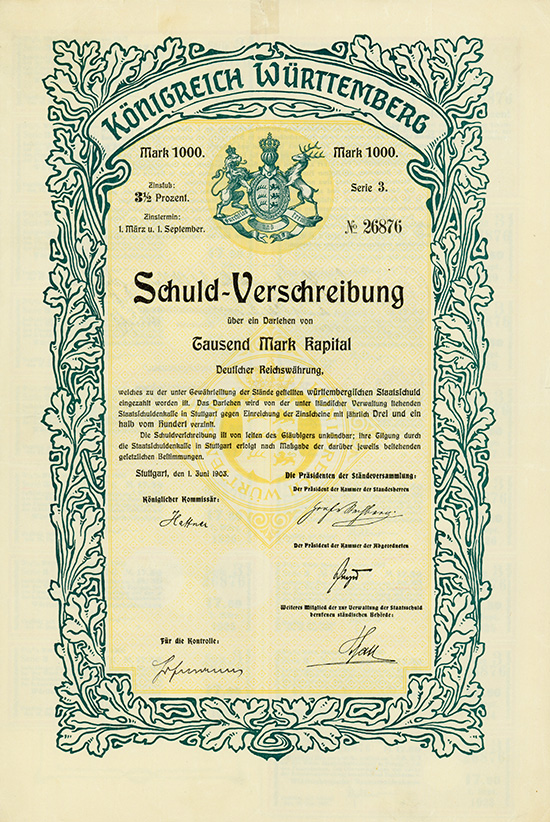 KÖNIGREICH WÜRTTEMBERG
Mark 1000. Mark 1000.
Zinsfuß:
3½ Prozent. Serie 3.
Zinstermin:
1. März u. 1. September. № 26876
Schuld-Verschreibung
über ein Darlehen von
Tausend Mark Kapital
Deutscher Reichswährung,
welches zu der unter Gewährleistung der Stände gestellten württembergischen Staatsschuld
eingezahlt worden ist. Das Darlehen wird von der unter ständischer Verwaltung stehenden
Staatsschuldenkasse in Stuttgart gegen Einreichung der Zinsscheine mit jährlich Drei und ein
halb vom Hundert verzinst.
Die Schuldverschreibung ist von seiten des Gläubigers unkündbar; ihre Tilgung durch
die Staatsschuldenkasse in Stuttgart erfolgt nach Maßgabe der darüber jeweils bestehenden
gesetzlichen Bestimmungen.
Stuttgart, den 1. Juni 1903. Die Präsidenten der Ständeversammlung:
Der Präsident der Kammer der Standesherren
Königlicher Kommissär:
Der Präsident der Kammer der Abgeordneten
Weiteres Mitglied der zur Verwaltung der Staatsschuld
berufenen ständischen Behörde:
Für die Kontrolle: